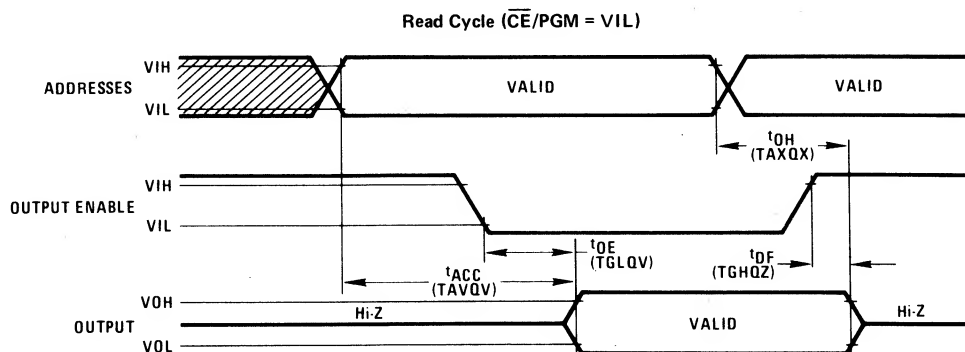 Read Cycle (CE/PGM = VIL)
ADDRESSES
VIH
VIL
VALID
VALID
tOH
(TAXQX)
OUTPUT ENABLE
VIH
VIL
tOE
(TGLQV)
tDF
(TGHQZ)
tACC
(TAVQV)
OUTPUT
VOH
VOL
Hi-Z
VALID
Hi-Z